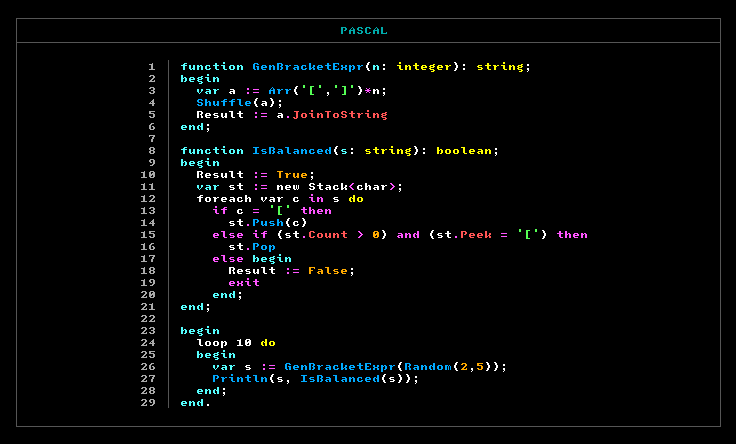 PASCAL
1 function GenBracketExpr(n: integer): string;
2 begin
3   var a := Arr('[',']')*n;
4   Shuffle(a);
5   Result := a.JoinToString
6 end;
7
8 function IsBalanced(s: string): boolean;
9 begin
10   Result := True;
11   var st := new Stack<char>;
12   foreach var c in s do
13     if c = '[' then
14       st.Push(c)
15     else if (st.Count > 0) and (st.Peek = '[') then
16       st.Pop
17     else begin
18       Result := False;
19       exit
20     end;
21 end;
22
23 begin
24   loop 10 do
25   begin
26     var s := GenBracketExpr(Random(2,5));
27     Println(s, IsBalanced(s));
28   end;
29 end.